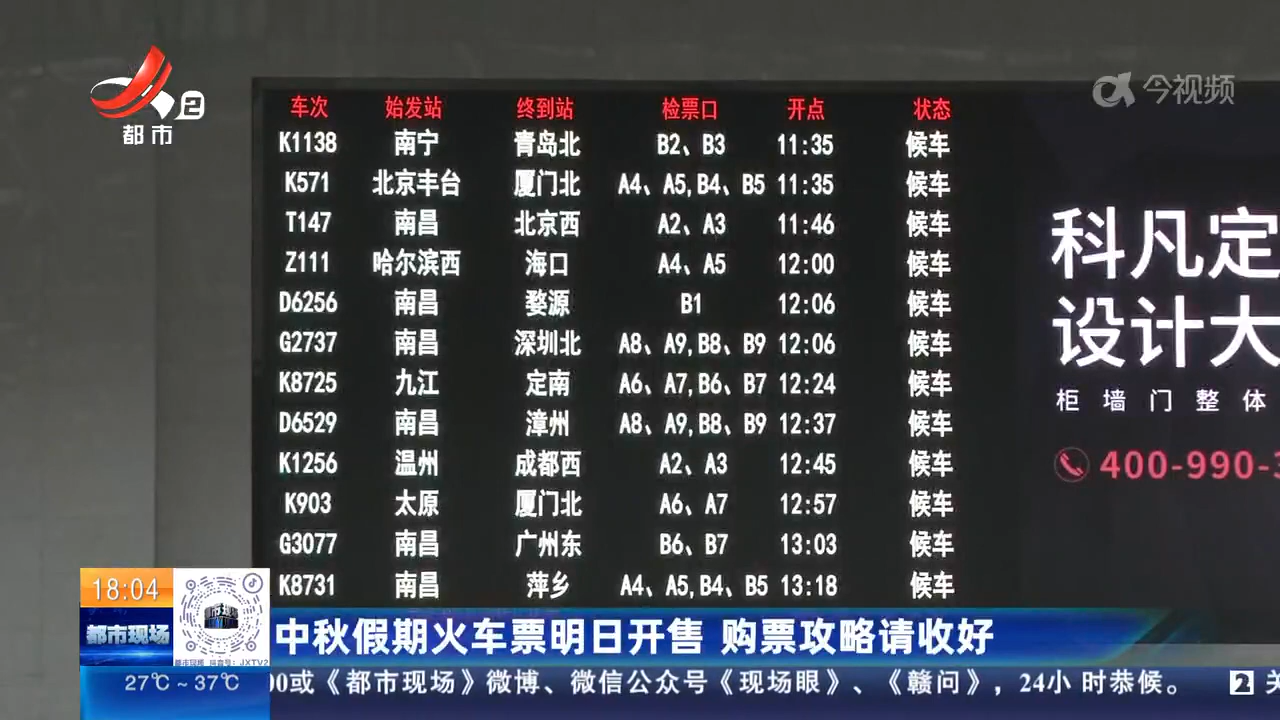 2
都市
今视频
车次 始发站 终到站 检票口 开点 状态
K1138 南宁 青岛北 B2、B3 11:35 候车
K571 北京丰台 厦门北 A4、A5,B4、B5 11:35 候车
T147 南昌 北京西 A2、A3 11:46 候车
Z111 哈尔滨西 海口 A4、A5 12:00 候车
D6256 南昌 婺源 B1 12:06 候车
G2737 南昌 深圳北 A8、A9,B8、B9 12:06 候车
K8725 九江 定南 A6、A7,B6、B7 12:24 候车
D6529 南昌 漳州 A8、A9,B8、B9 12:37 候车
K1256 温州 成都西 A2、A3 12:45 候车
K903 太原 厦门北 A6、A7 12:57 候车
G3077 南昌 广州东 B6、B7 13:03 候车
K8731 南昌 萍乡 A4、A5,B4、B5 13:18 候车
科凡定
设计大
柜墙门整体
400-990-
18:04
都市现场
都市现场 抖音号:JXTV2
中秋假期火车票明日开售 购票攻略请收好
27℃~37℃
00或《都市现场》微博、微信公众号《现场眼》、《赣问》,24小时恭候。 2